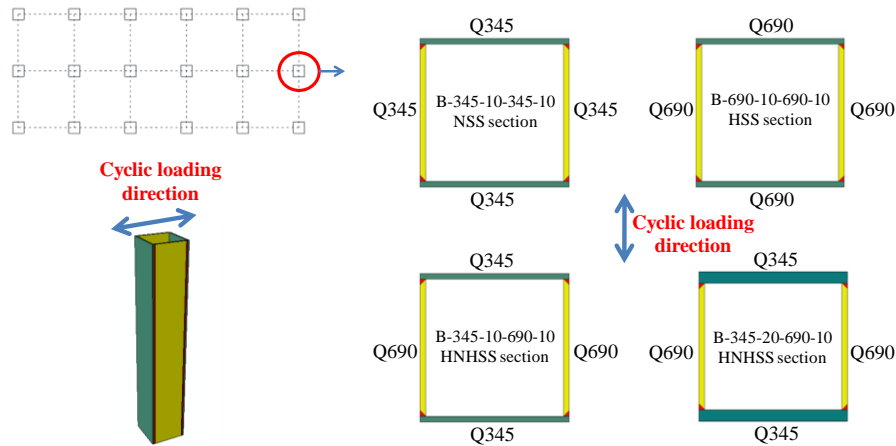 Q345
Q345
B-345-10-345-10
NSS section
Q345
Q345
Q690
Q690
B-690-10-690-10
HSS section
Q690
Q690
Cyclic loading
direction
Cyclic loading
direction
Q345
Q690
B-345-10-690-10
HNHSS section
Q690
Q345
Q345
Q690
B-345-20-690-10
HNHSS section
Q690
Q345